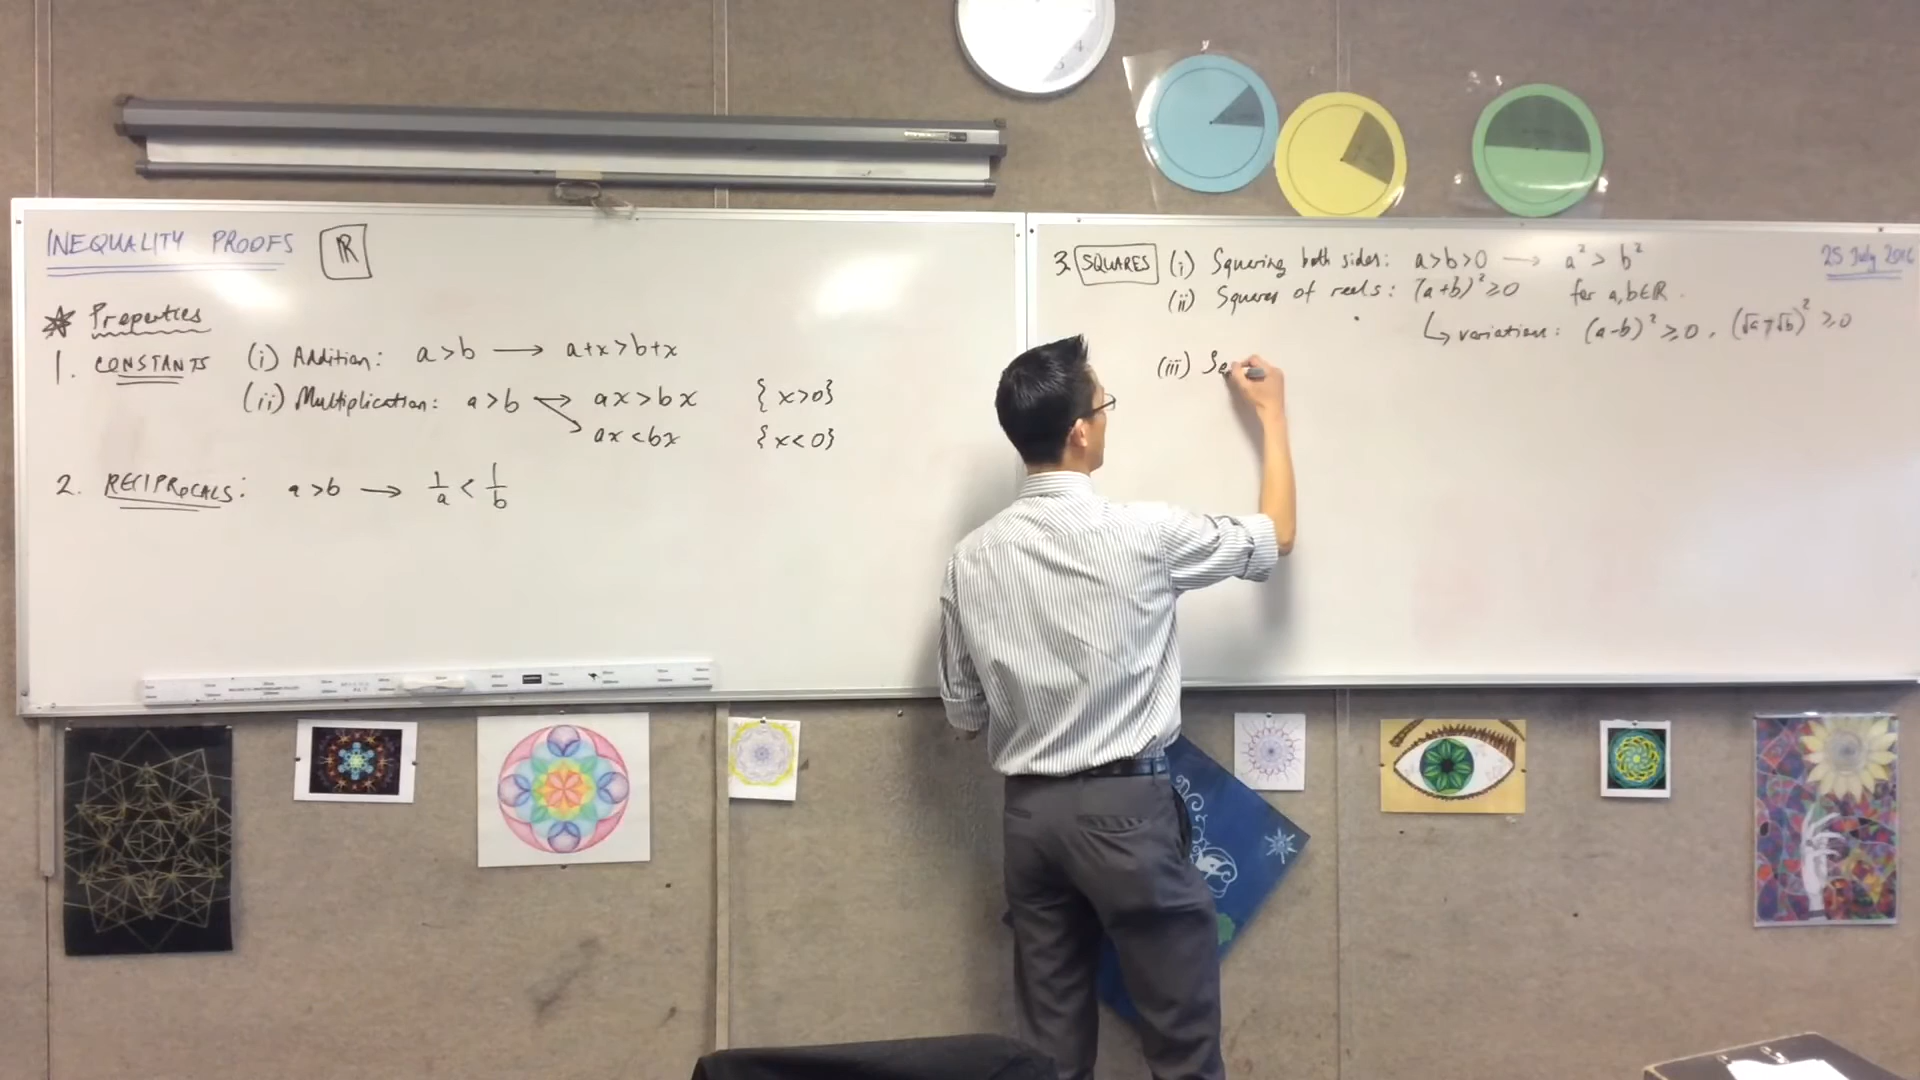 INEQUALITY PROOFS ℝ
* Properties
1. CONSTANTS (i) Addition: a>b → a+x>b+x
(ii) Multiplication: a>b → ax>bx {x>0}
ax<bx {x<0}
2. RECIPROCALS: a>b → 1/a < 1/b
3. SQUARES (i) Squaring both sides: a>b>0 → a²>b²
25 July 2016
(ii) Squares of reals: (a+b)²≥0 for a,b∈ℝ.
↳ variations: (a-b)²≥0, (√a+√b)²≥0
(iii) Se